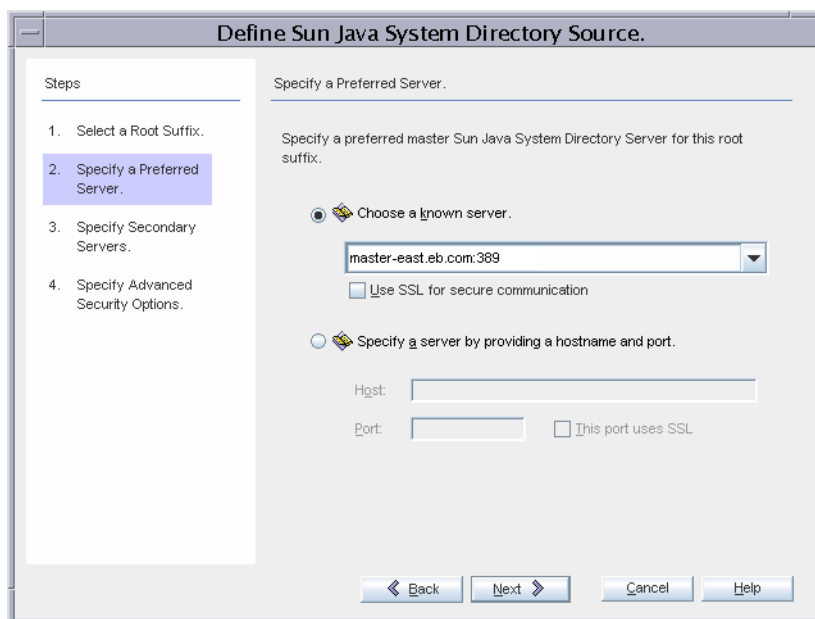 Define Sun Java System Directory Source.
Steps
1. Select a Root Suffix.
2. Specify a Preferred
Server.
3. Specify Secondary
Servers.
4. Specify Advanced
Security Options.
Specify a Preferred Server.
Specify a preferred master Sun Java System Directory Server for this root
suffix.
Choose a known server.
master-east.eb.com:389
Use SSL for secure communication
Specify a server by providing a hostname and port.
Host:
Port:
This port uses SSL
Back
Next
Cancel
Help